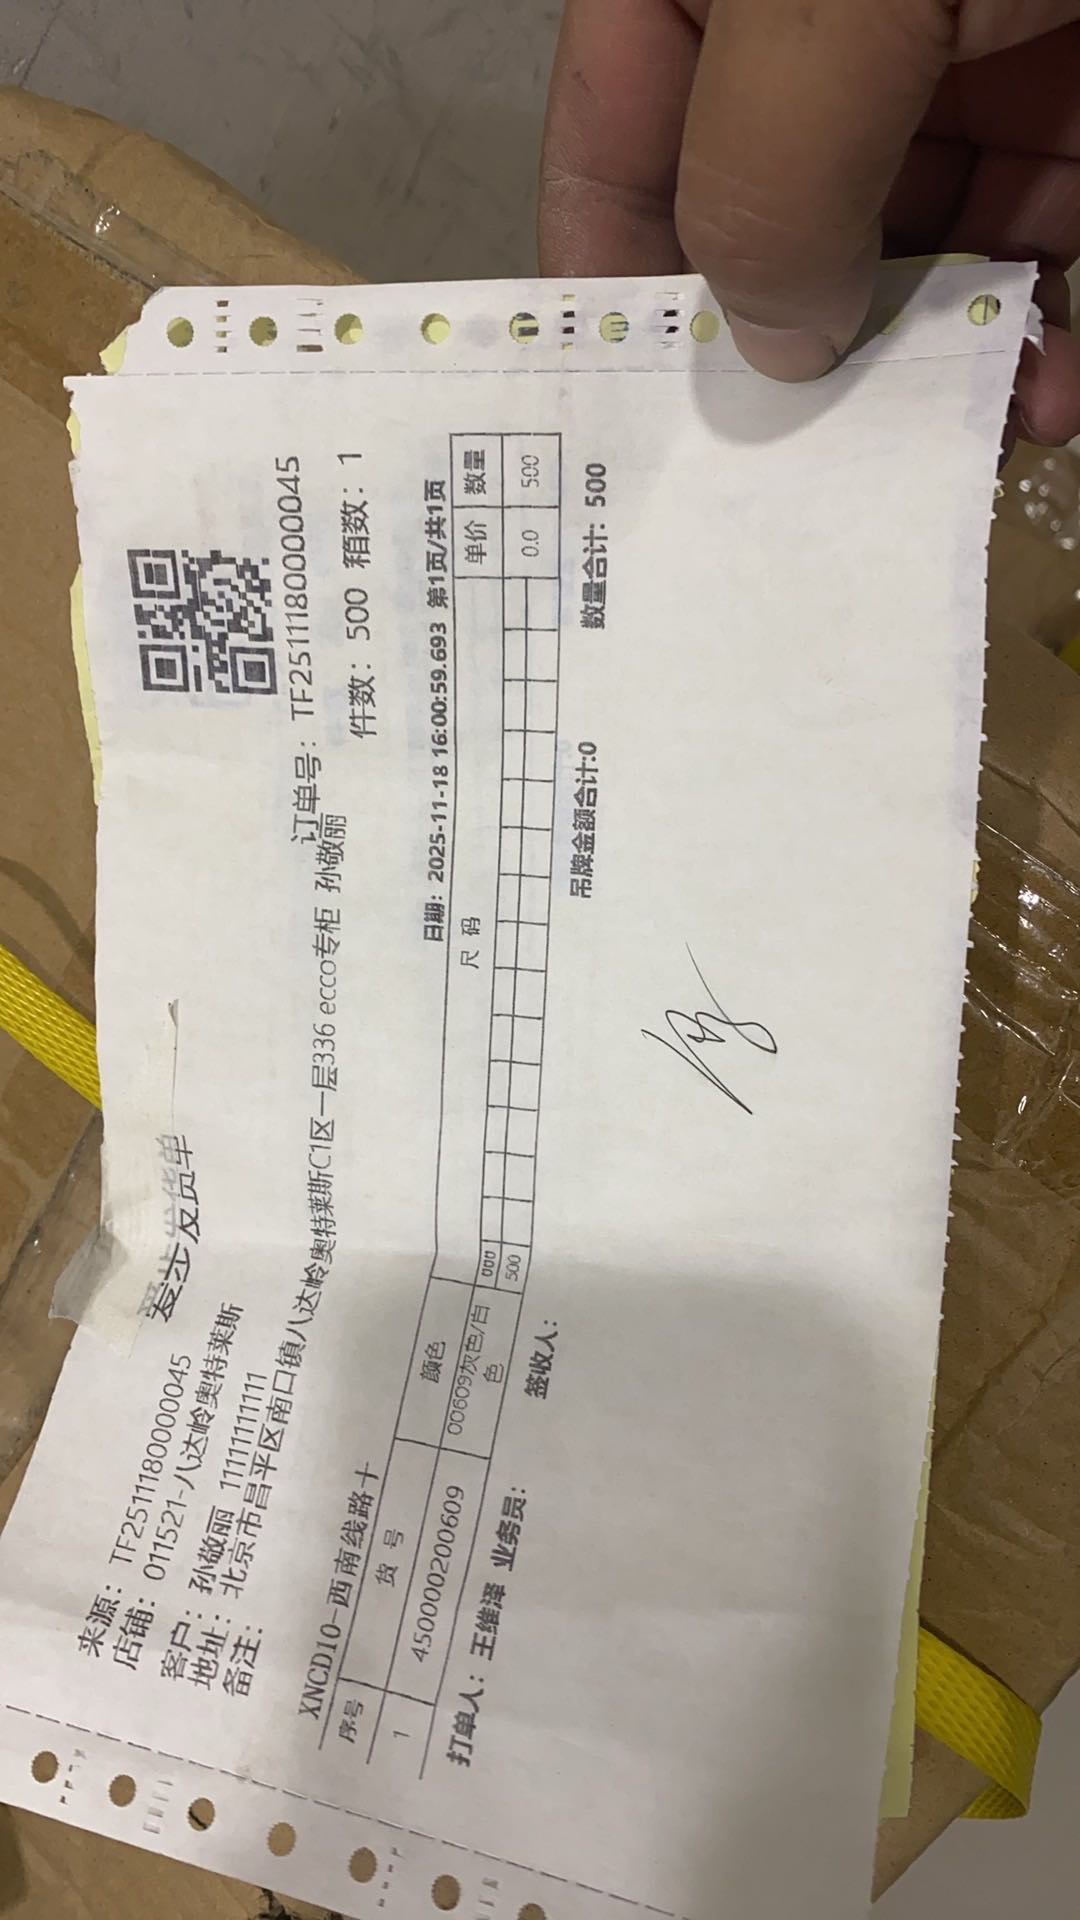 爱步发货单
来源：TF251118000045
店铺：011521-八达岭奥特莱斯
客户：孙敬丽 11111111111
地址：北京市昌平区南口镇八达岭奥特莱斯C1区一层336 ecco专柜 孙敬丽
备注：
订单号：TF251118000045
件数：500 箱数：1
XNCD10-西南线路十
日期：2025-11-18 16:00:59.693 第1页/共1页
序号 货号 颜色 尺码 单价 数量
000
1 45000200609 00609灰色/白色 500 0.0 500
打单人：王维泽 业务员： 签收人： 吊牌金额合计:0 数量合计：500